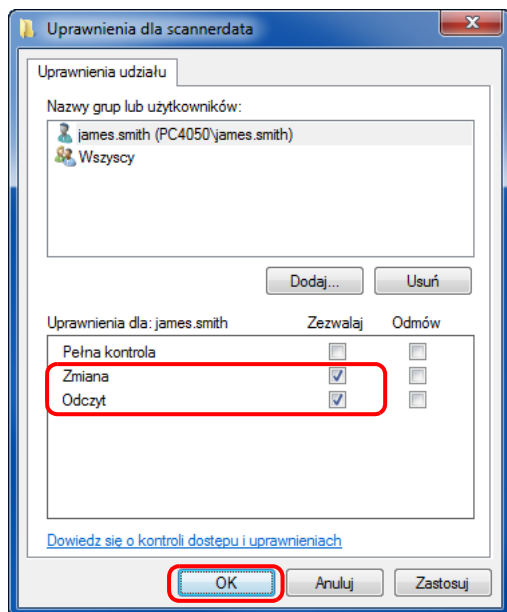 Uprawnienia dla scannerdata
Uprawnienia udziału
Nazwy grup lub użytkowników:
james.smith (PC4050\james.smith)
Wszyscy
Dodaj... Usuń
Uprawnienia dla: james.smith Zezwalaj Odmów
Pełna kontrola
Zmiana
Odczyt
Dowiedz się o kontroli dostępu i uprawnieniach
OK Anuluj Zastosuj